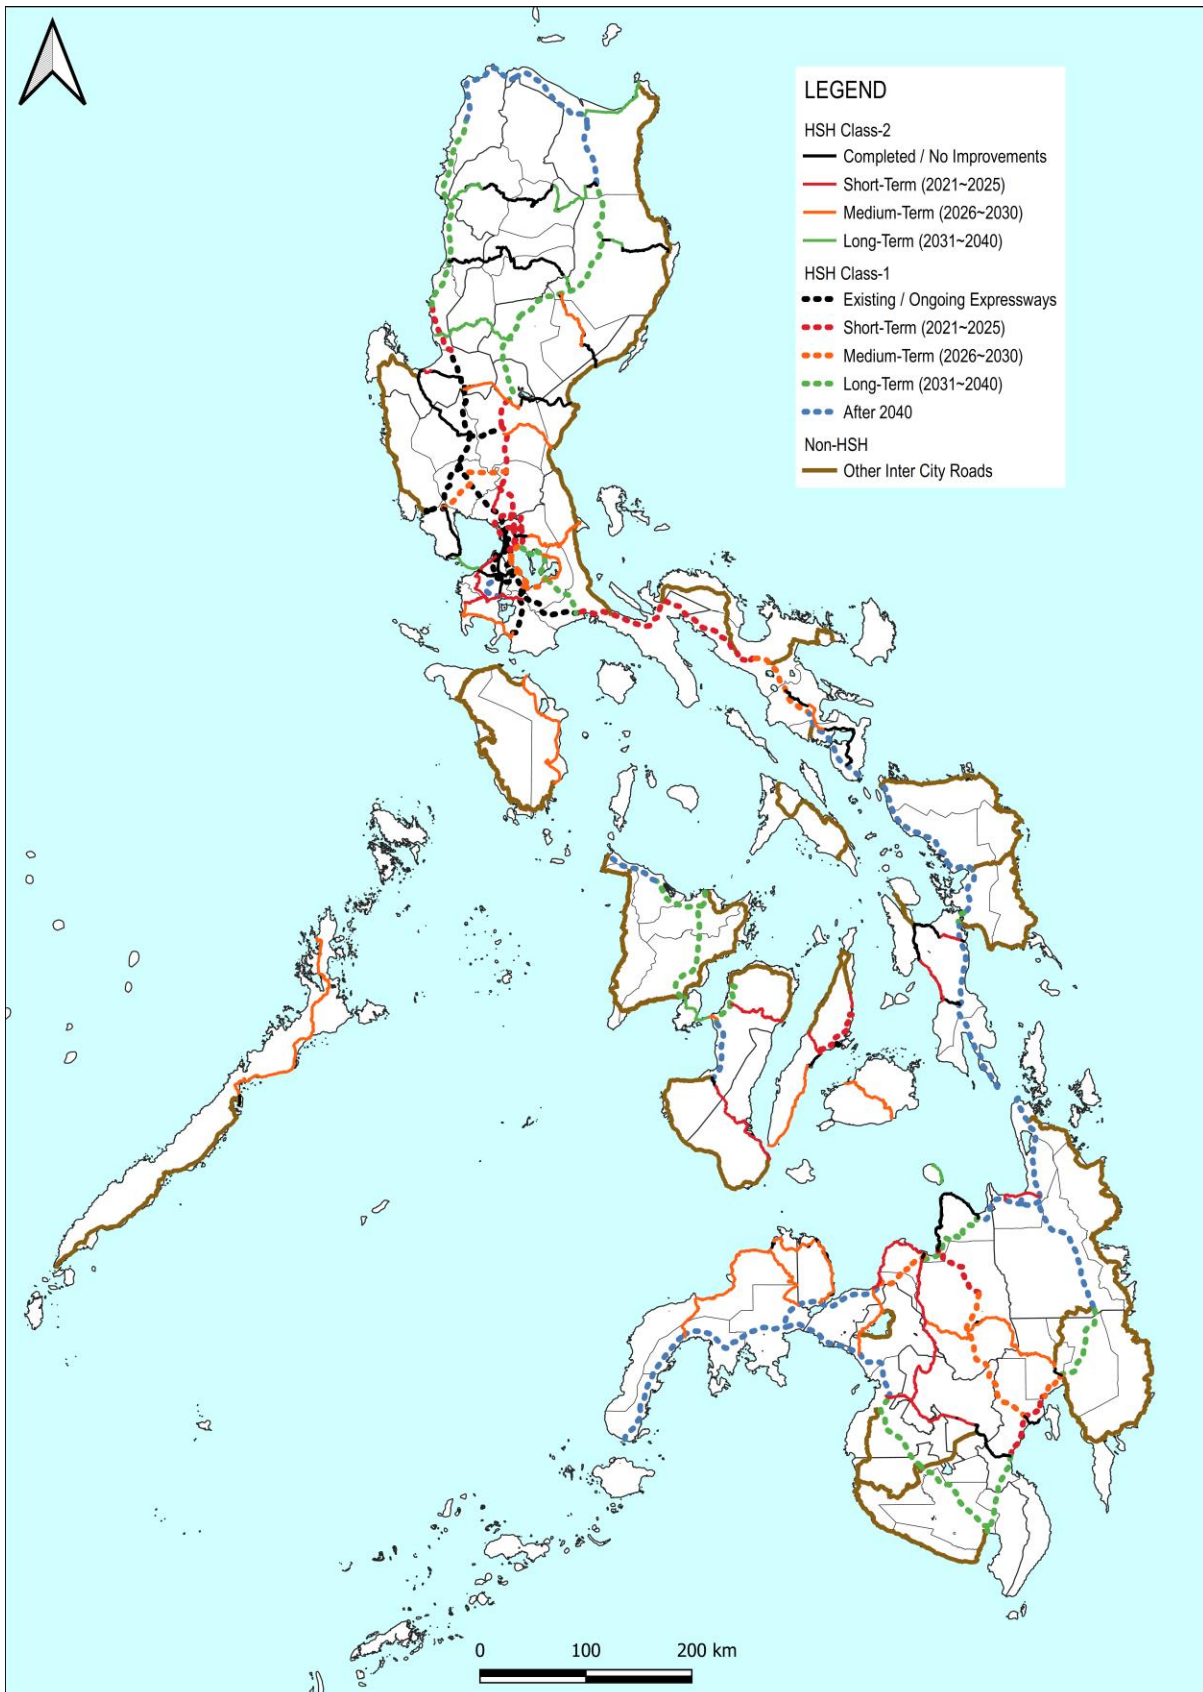 LEGEND
HSH Class-2
Completed / No Improvements
Short-Term (2021~2025)
Medium-Term (2026~2030)
Long-Term (2031~2040)
HSH Class-1
Existing / Ongoing Expressways
Short-Term (2021~2025)
Medium-Term (2026~2030)
Long-Term (2031~2040)
After 2040
Non-HSH
Other Inter City Roads
0 100 200 km